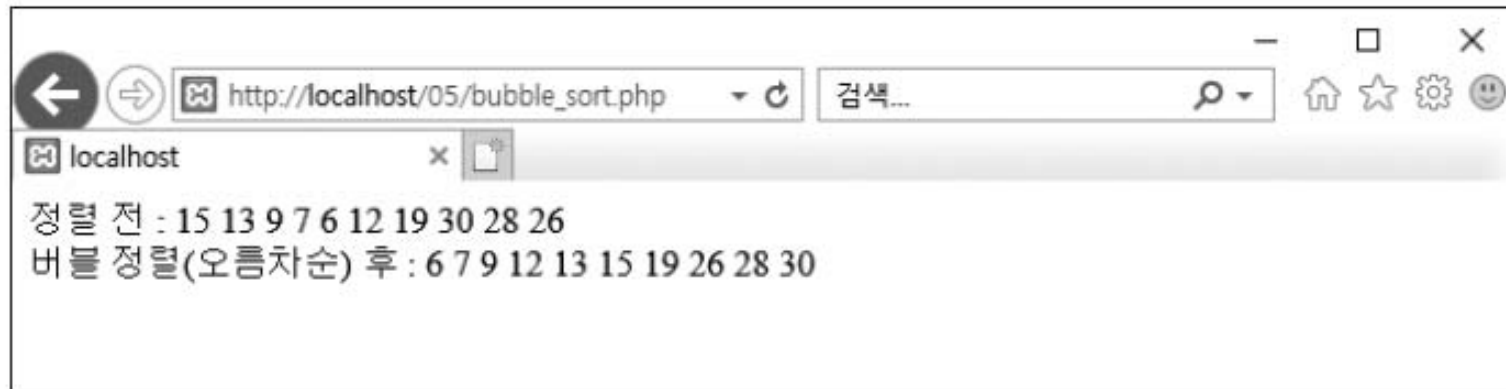 http://localhost/05/bubble_sort.php
검색...
localhost
정렬 전 : 15 13 9 7 6 12 19 30 28 26
버블 정렬(오름차순) 후 : 6 7 9 12 13 15 19 26 28 30